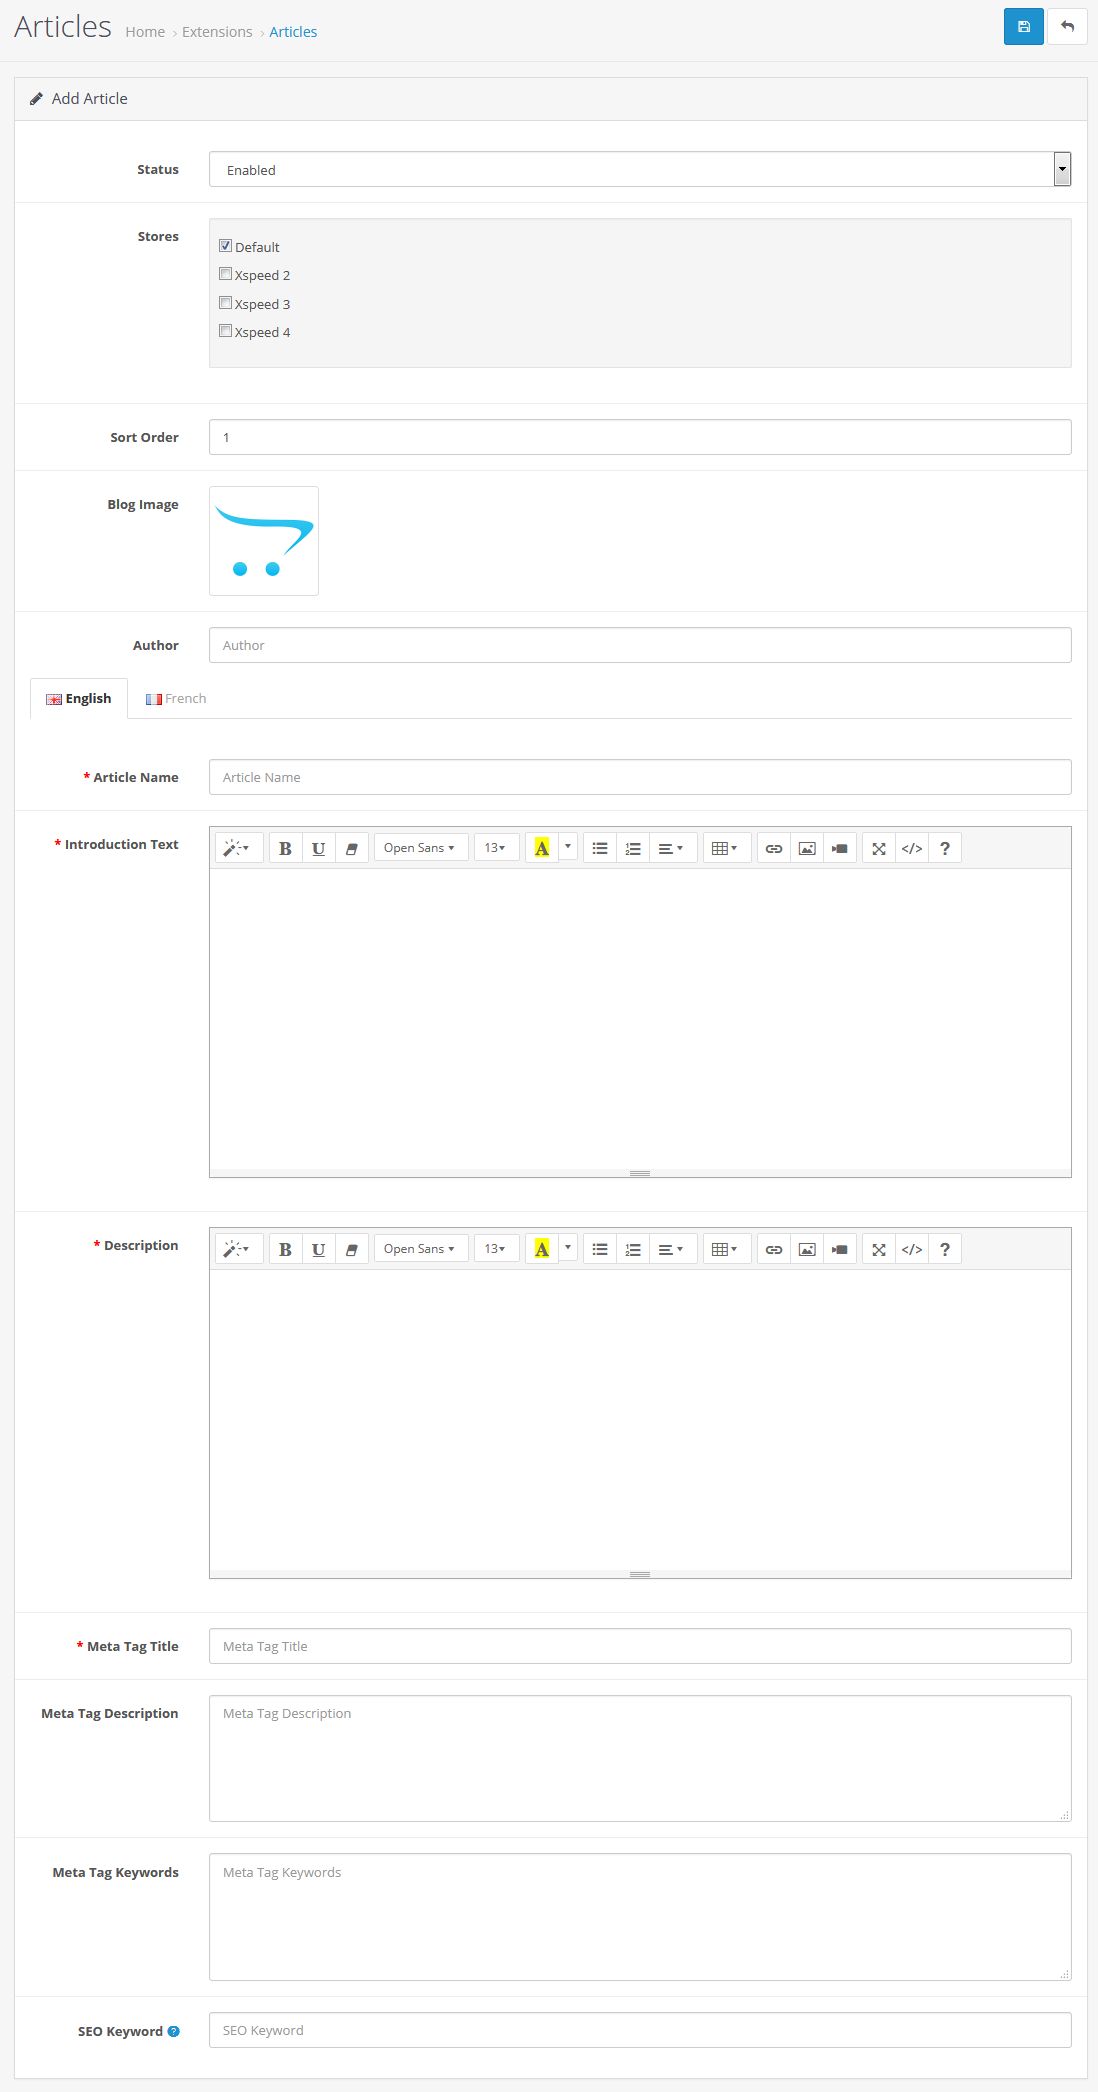 Articles Home › Extensions › Articles
Add Article
Status Enabled
Stores
Default
Xspeed 2
Xspeed 3
Xspeed 4
Sort Order 1
Blog Image
Author Author
English French
* Article Name Article Name
* Introduction Text B U Open Sans 13 A </> ?
* Description B U Open Sans 13 A </> ?
* Meta Tag Title Meta Tag Title
Meta Tag Description Meta Tag Description
Meta Tag Keywords Meta Tag Keywords
SEO Keyword ? SEO Keyword